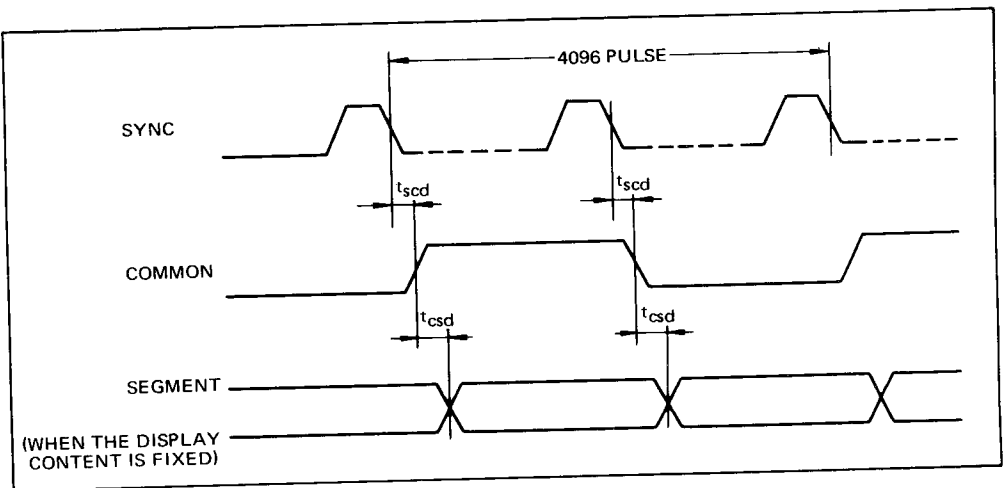 4096 PULSE
SYNC
tscd
tscd
COMMON
tcsd
tcsd
SEGMENT
(WHEN THE DISPLAY
CONTENT IS FIXED)